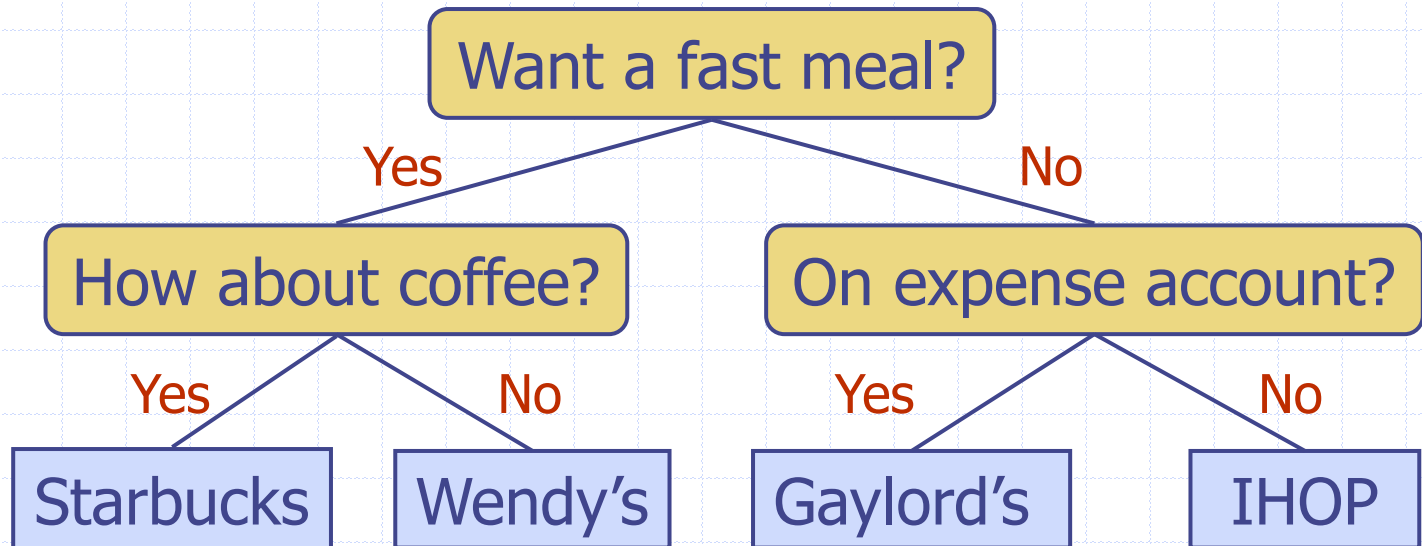 Want a fast meal?
Yes
No
How about coffee?
On expense account?
Yes
No
Yes
No
Starbucks
Wendy’s
Gaylord’s
IHOP